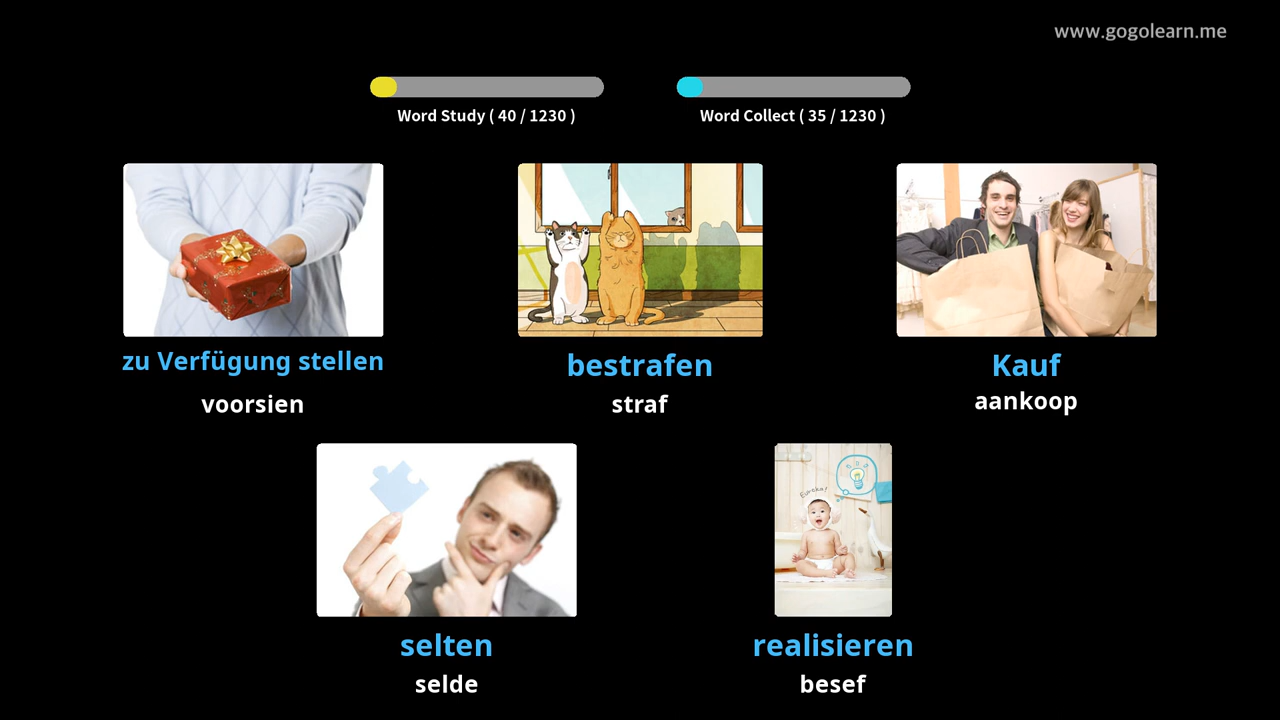 www.gogolearn.me
Word Study ( 40 / 1230 )
Word Collect ( 35 / 1230 )
zu Verfügung stellen
voorsien
bestrafen
straf
Kauf
aankoop
Eureka!
selten
selde
realisieren
besef